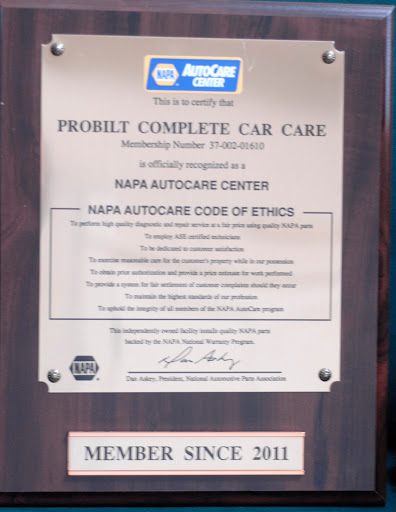 NAPA AUTOCARE CENTER
This is to certify that
PROBILT COMPLETE CAR CARE
Membership Number 37-002-01610
is officially recognized as a
NAPA AUTOCARE CENTER
NAPA AUTOCARE CODE OF ETHICS
To perform high quality diagnostic and repair service at a fair price using quality NAPA parts
To employ ASE certified technicians
To be dedicated to customer satisfaction
To exercise reasonable care for the customer's property while in our possession
To obtain prior authorization and provide a price estimate for work performed
To provide a system for fair settlement of customer complaints should they occur
To maintain the highest standards of our profession
To uphold the integrity of all members of the NAPA AutoCare program
This independently owned facility installs quality NAPA parts
backed by the NAPA National Warranty Program.
Dan Askey
NAPA
Dan Askey, President, National Automotive Parts Association
MEMBER SINCE 2011